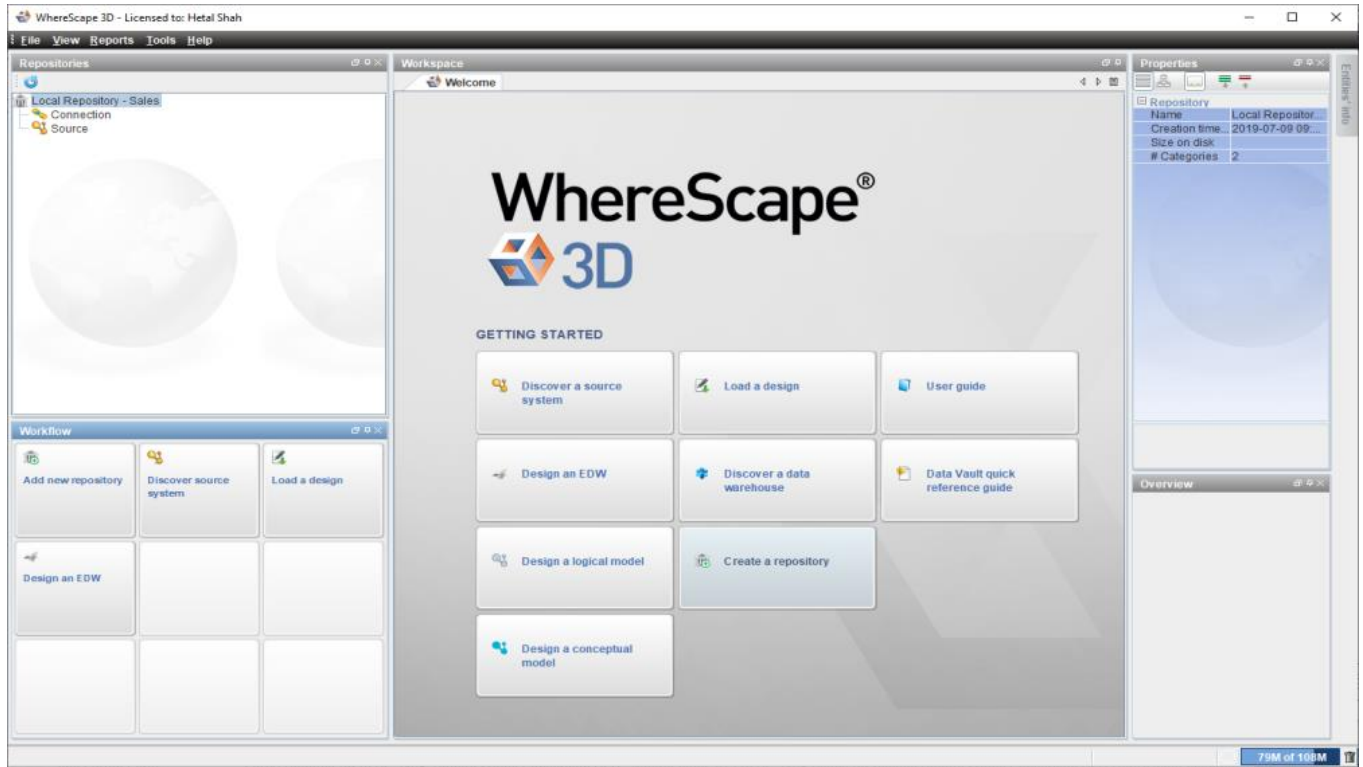 WhereScape 3D - Licensed to: Hetal Shah
File View Reports Tools Help
Repositories
Local Repository - Sales
Connection
Source
Workflow
Add new repository
Discover source
system
Load a design
Design an EDW
Workspace
Welcome
WhereScape®
3D
GETTING STARTED
Discover a source
system
Load a design
User guide
Design an EDW
Discover a data
warehouse
Data Vault quick
reference guide
Design a logical model
Create a repository
Design a conceptual
model
Properties
Repository
Name Local Repositor...
Creation time... 2019-07-09 09:...
Size on disk
# Categories 2
Overview
Entities' info
79M of 108M